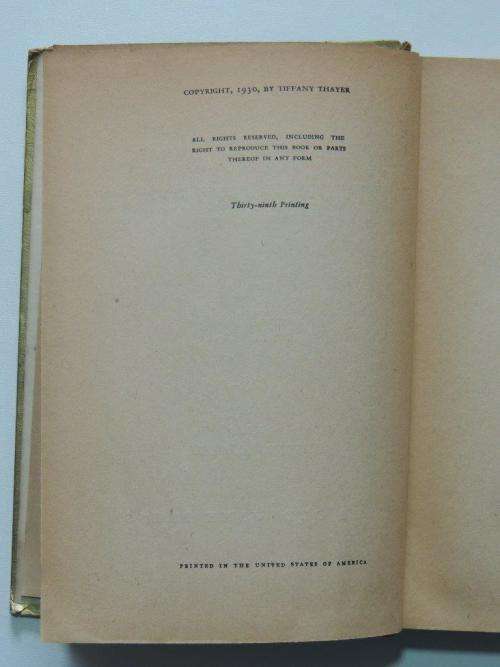 COPYRIGHT, 1930, BY TIFFANY THAYER
ALL RIGHTS RESERVED, INCLUDING THE
RIGHT TO REPRODUCE THIS BOOK OR PARTS
THEREOF IN ANY FORM
Thirty-ninth Printing
PRINTED IN THE UNITED STATES OF AMERICA